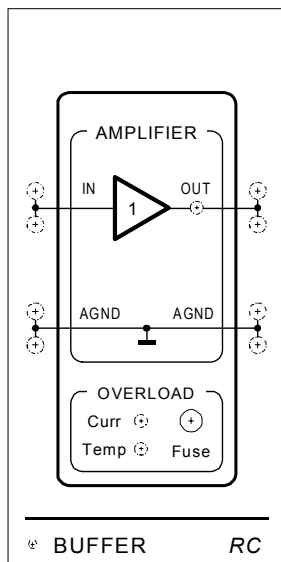 AMPLIFIER
IN OUT
1
AGND AGND
OVERLOAD
Curr
Temp Fuse
BUFFER RC